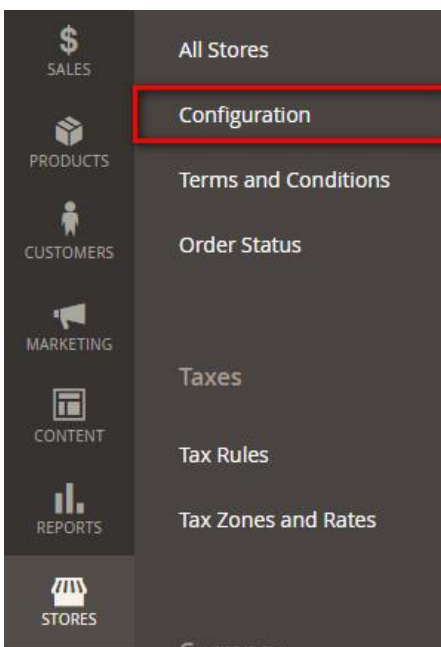 $
SALES
PRODUCTS
CUSTOMERS
MARKETING
CONTENT
REPORTS
STORES
All Stores
Configuration
Terms and Conditions
Order Status
Taxes
Tax Rules
Tax Zones and Rates